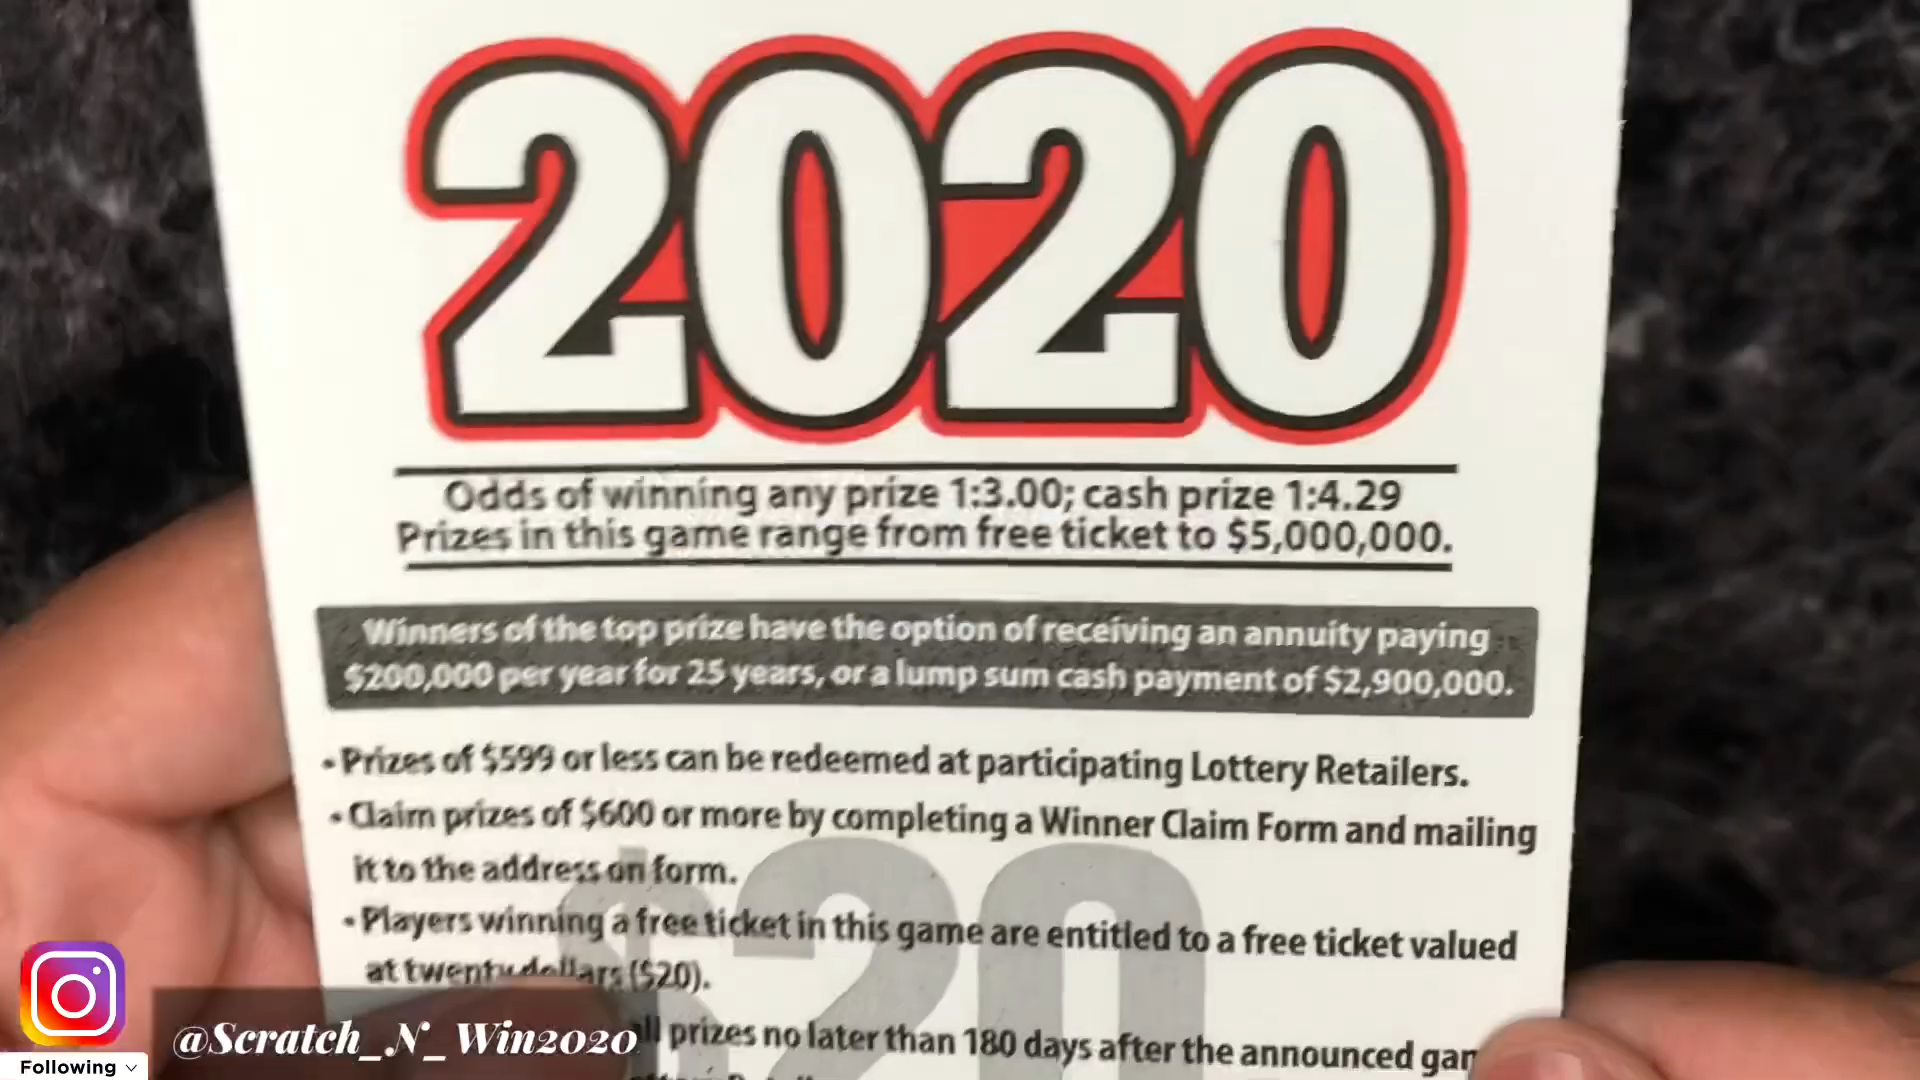 2020
Odds of winning any prize 1:3.00; cash prize 1:4.29
Prizes in this game range from free ticket to $5,000,000.
Winners of the top prize have the option of receiving an annuity paying
$200,000 per year for 25 years, or a lump sum cash payment of $2,900,000.
• Prizes of $599 or less can be redeemed at participating Lottery Retailers.
• Claim prizes of $600 or more by completing a Winner Claim Form and mailing
it to the address on form.
• Players winning a free ticket in this game are entitled to a free ticket valued
at twenty dollars ($20).
all prizes no later than 180 days after the announced
$20
@Scratch_N_Win2020
Following